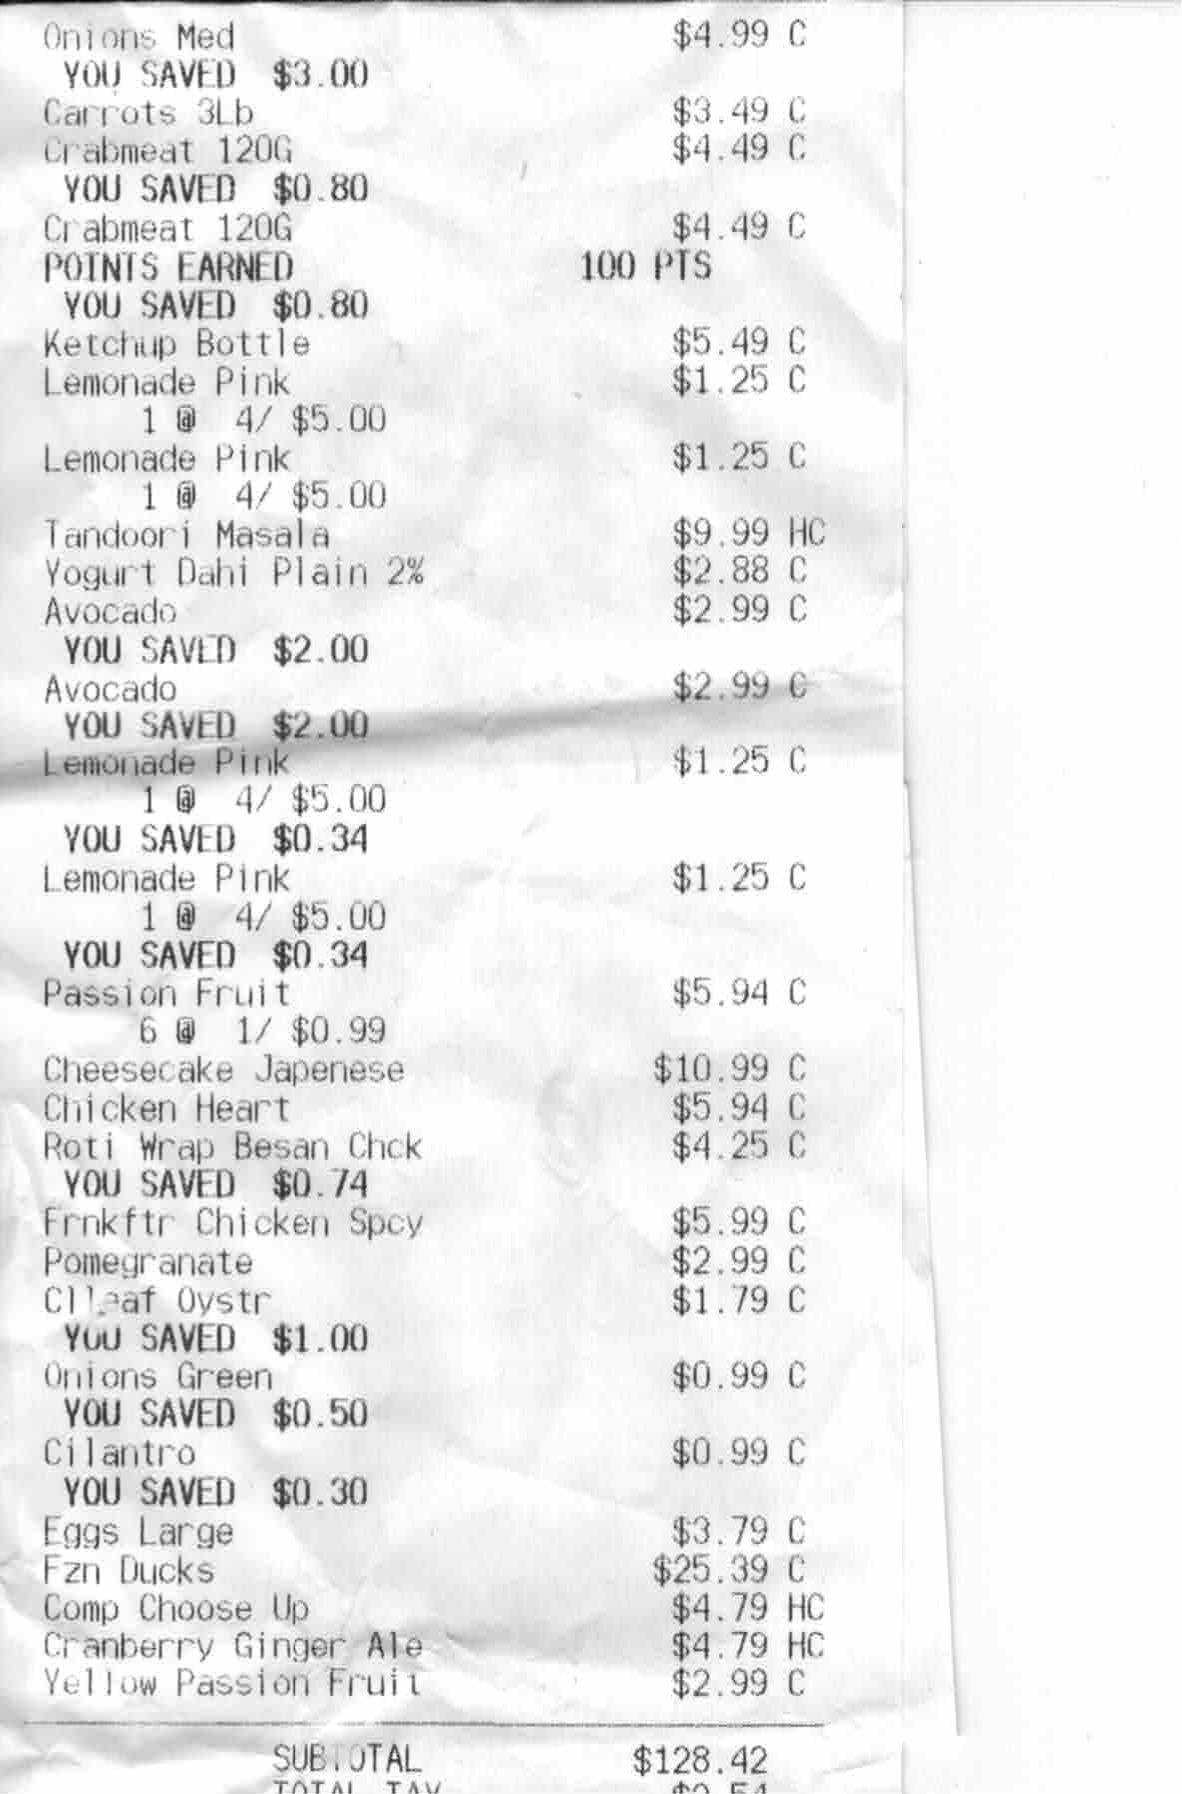 Onions Med $4.99 C
YOU SAVED $3.00
Carrots 3Lb $3.49 C
Crabmeat 120G $4.49 C
YOU SAVED $0.80
Crabmeat 120G $4.49 C
POINTS EARNED 100 PTS
YOU SAVED $0.80
Ketchup Bottle $5.49 C
Lemonade Pink $1.25 C
1 @ 4/ $5.00
Lemonade Pink $1.25 C
1 @ 4/ $5.00
Tandoori Masala $9.99 HC
Yogurt Dahi Plain 2% $2.88 C
Avocado $2.99 C
YOU SAVED $2.00
Avocado $2.99 C
YOU SAVED $2.00
Lemonade Pink $1.25 C
1 @ 4/ $5.00
YOU SAVED $0.34
Lemonade Pink $1.25 C
1 @ 4/ $5.00
YOU SAVED $0.34
Passion Fruit $5.94 C
6 @ 1/ $0.99
Cheesecake Japenese $10.99 C
Chicken Heart $5.94 C
Roti Wrap Besan Chck $4.25 C
YOU SAVED $0.74
Frnkftr Chicken Spcy $5.99 C
Pomegranate $2.99 C
Oystr $1.79 C
YOU SAVED $1.00
Onions Green $0.99 C
YOU SAVED $0.50
Cilantro $0.99 C
YOU SAVED $0.30
Eggs Large $3.79 C
Fzn Ducks $25.39 C
Comp Choose Up $4.79 HC
Cranberry Ginger Ale $4.79 HC
Yellow Passion Fruit $2.99 C
SUBTOTAL $128.42
TOTAL TAX